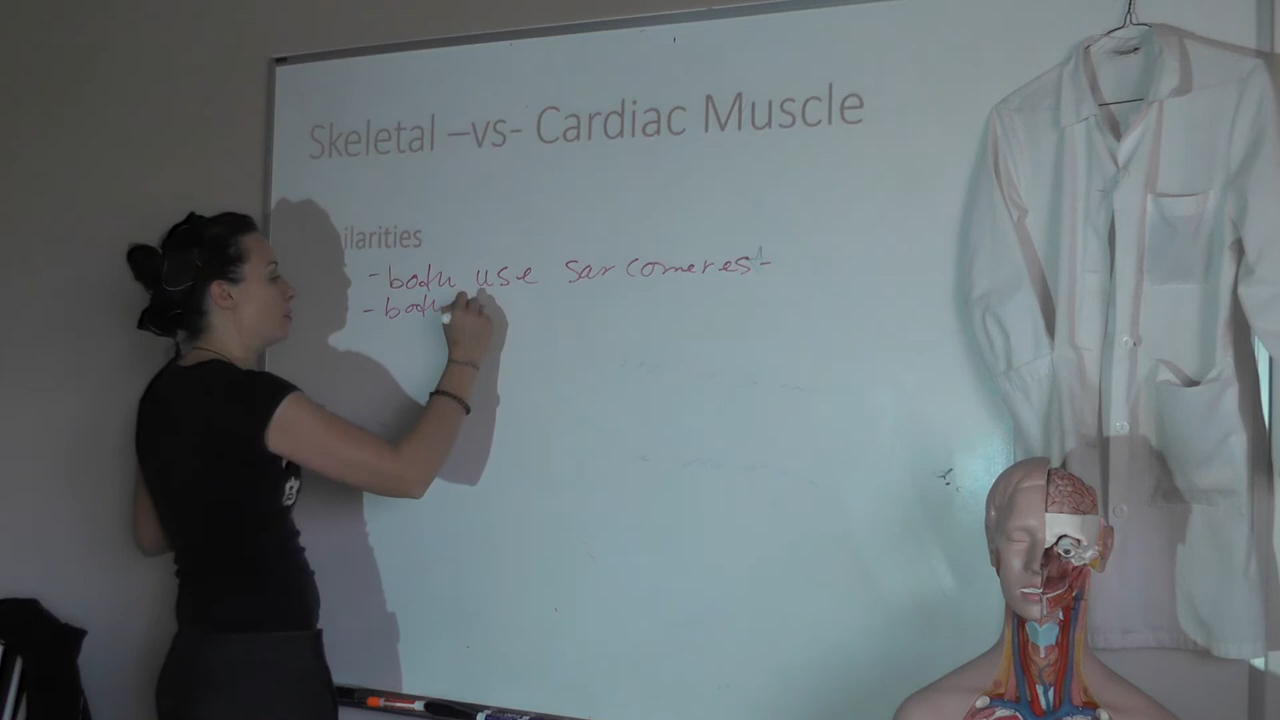 Skeletal –vs- Cardiac Muscle
ilarities
- both use sarcomeres -
- both